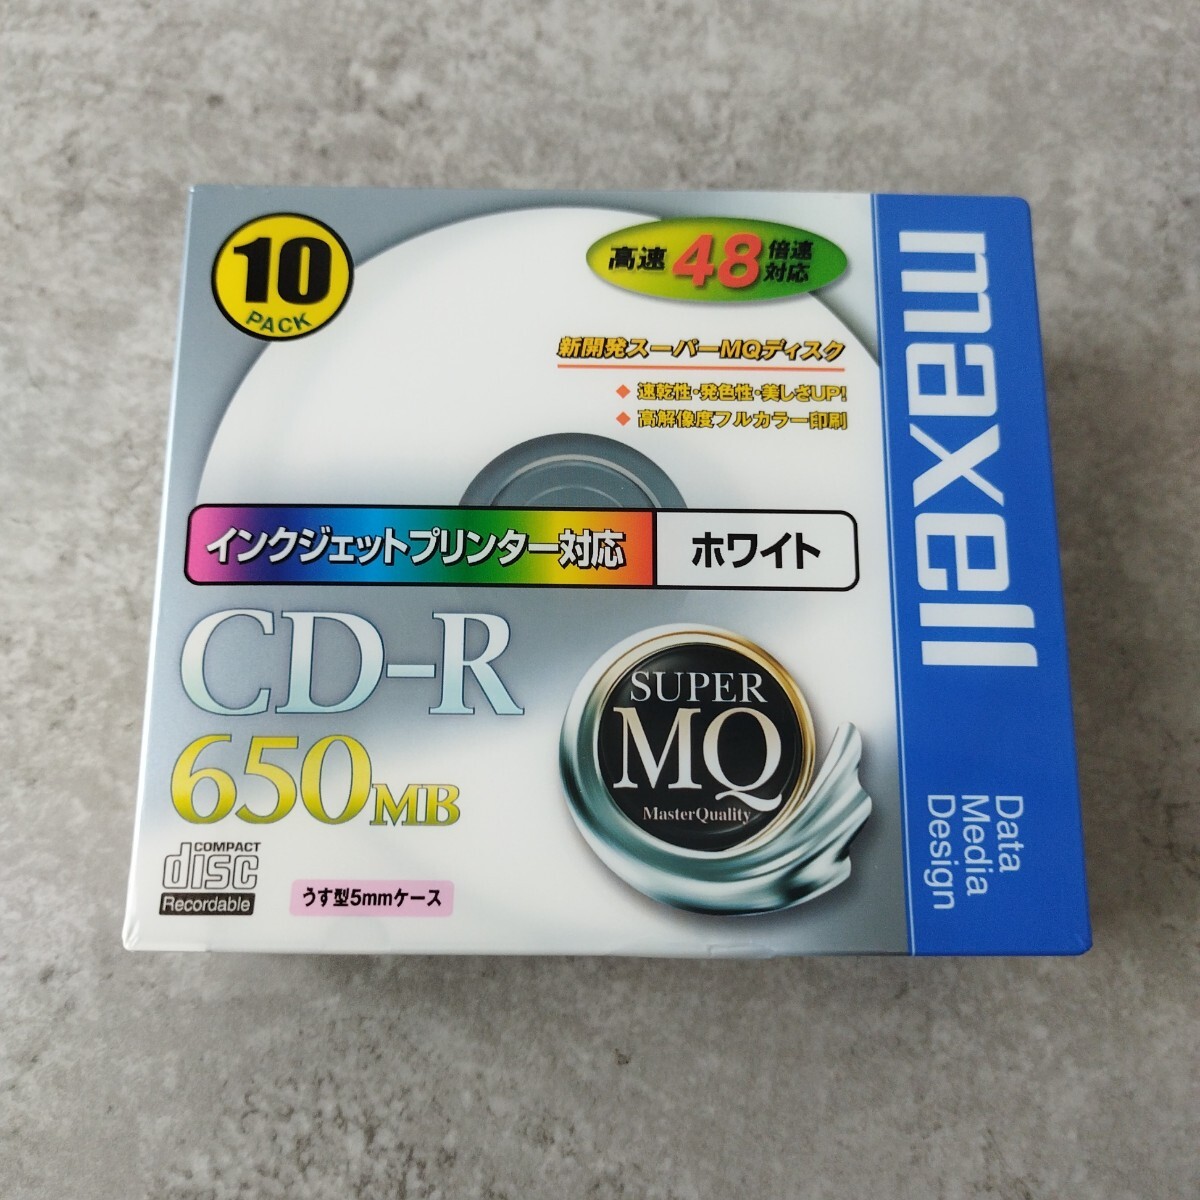 10
PACK
高速 48 倍速
対応
新開発スーパーMQディスク
◆ 速乾性・発色性・美しさUP!
◆ 高解像度フルカラー印刷
インクジェットプリンター対応 ホワイト
CD-R
650MB
SUPER
MQ
MasterQuality
COMPACT
disc
Recordable
うす型5mmケース
maxell
Data
Media
Design